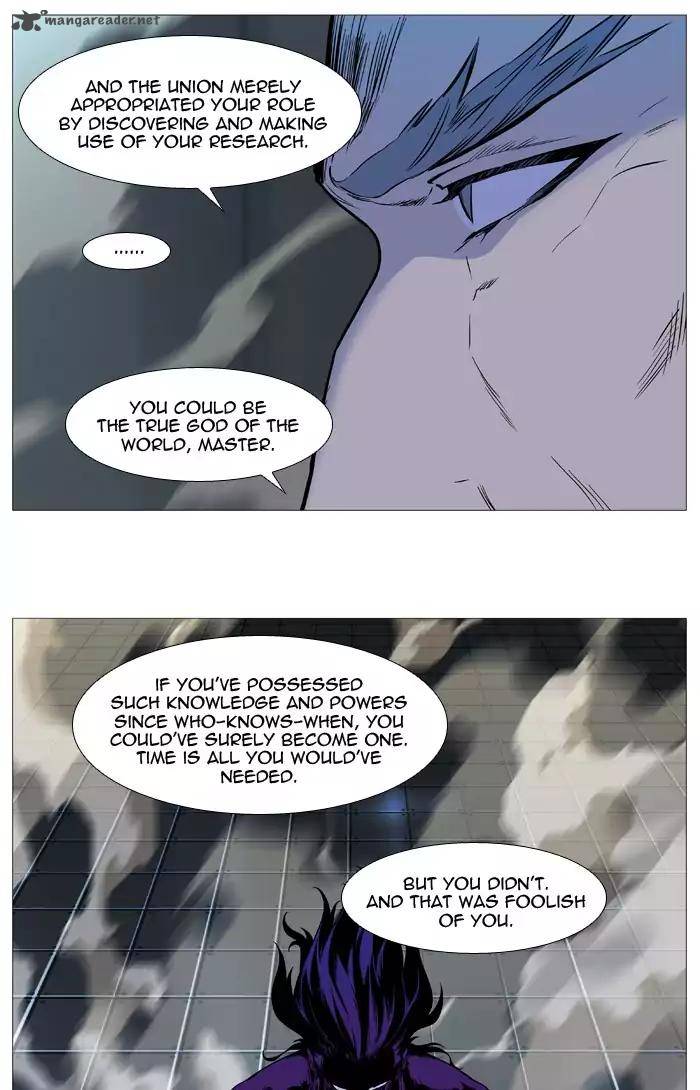 mangareader.net
AND THE UNION MERELY
APPROPRIATED YOUR ROLE
BY DISCOVERING AND MAKING
USE OF YOUR RESEARCH.
......
YOU COULD BE
THE TRUE GOD OF THE
WORLD, MASTER.
IF YOU'VE POSSESSED
SUCH KNOWLEDGE AND POWERS
SINCE WHO-KNOWS-WHEN, YOU
COULD'VE SURELY BECOME ONE.
TIME IS ALL YOU WOULD'VE
NEEDED.
BUT YOU DIDN'T.
AND THAT WAS FOOLISH
OF YOU.